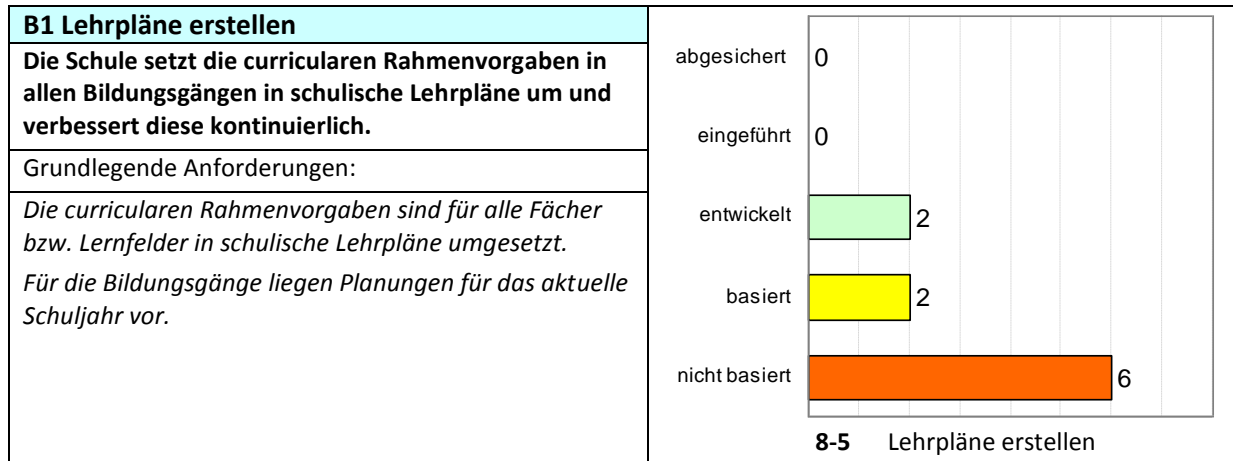 B1 Lehrpläne erstellen
Die Schule setzt die curricularen Rahmenvorgaben in
allen Bildungsgängen in schulische Lehrpläne um und
verbessert diese kontinuierlich.
Grundlegende Anforderungen:
Die curricularen Rahmenvorgaben sind für alle Fächer
bzw. Lernfelder in schulische Lehrpläne umgesetzt.
Für die Bildungsgänge liegen Planungen für das aktuelle
Schuljahr vor.
abgesichert 0
eingeführt 0
entwickelt 2
basiert 2
nicht basiert 6
8-5 Lehrpläne erstellen